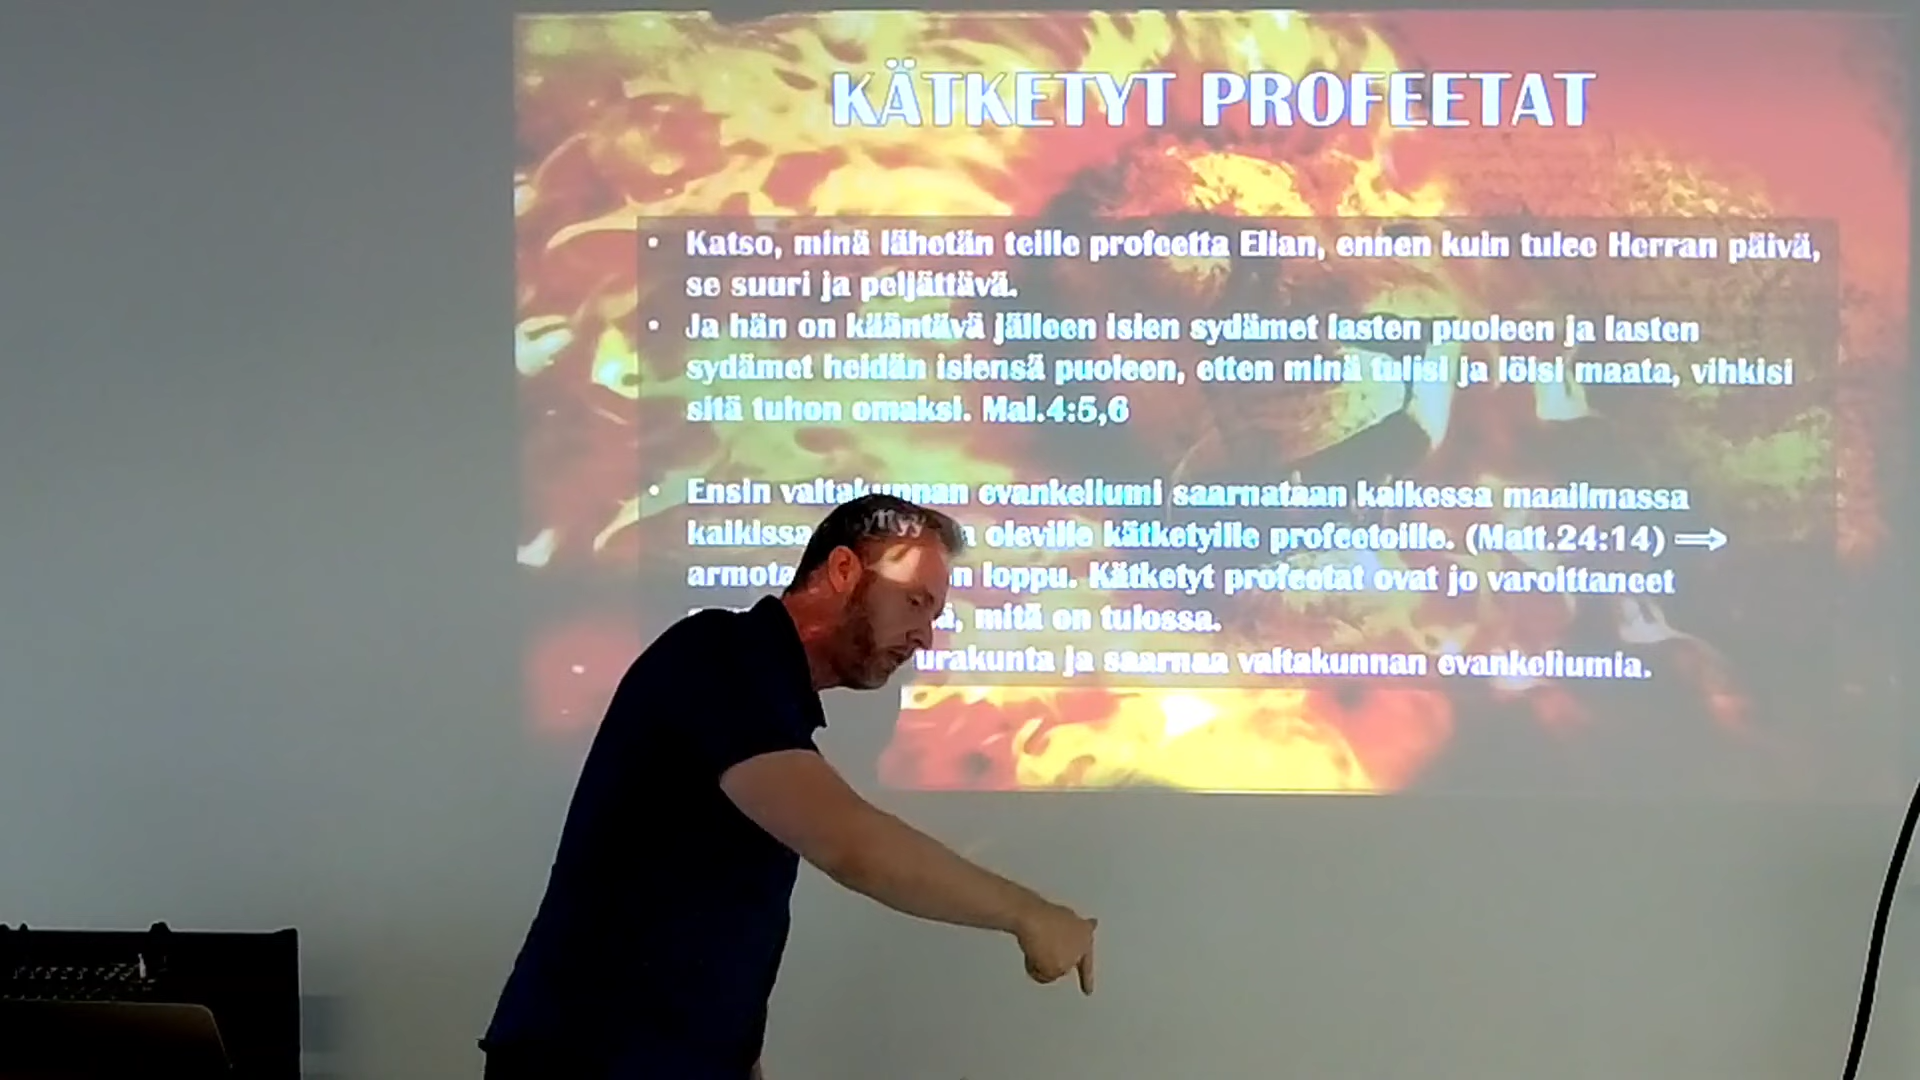 KÄTKETYT PROFEETAT
• Katso, minä lähetän teille profeetta Elian, ennen kuin tulee Herran päivä,
se suuri ja peljättävä.
• Ja hän on kääntävä jälleen isien sydämet lasten puoleen ja lasten
sydämet heidän isiensä puoleen, etten minä tulisi ja löisi maata, vihkisi
sitä tuhon omaksi. Mal.4:5,6
• Ensin valtakunnan evankeliumi saarnataan kaikessa maailmassa
kaikissa oleville kätketyille profeetoille. (Matt.24:14) ⇒
loppu. Kätketyt profeetat ovat jo varoittaneet
mitä on tulossa.
ja saarnaa valtakunnan evankeliumia.